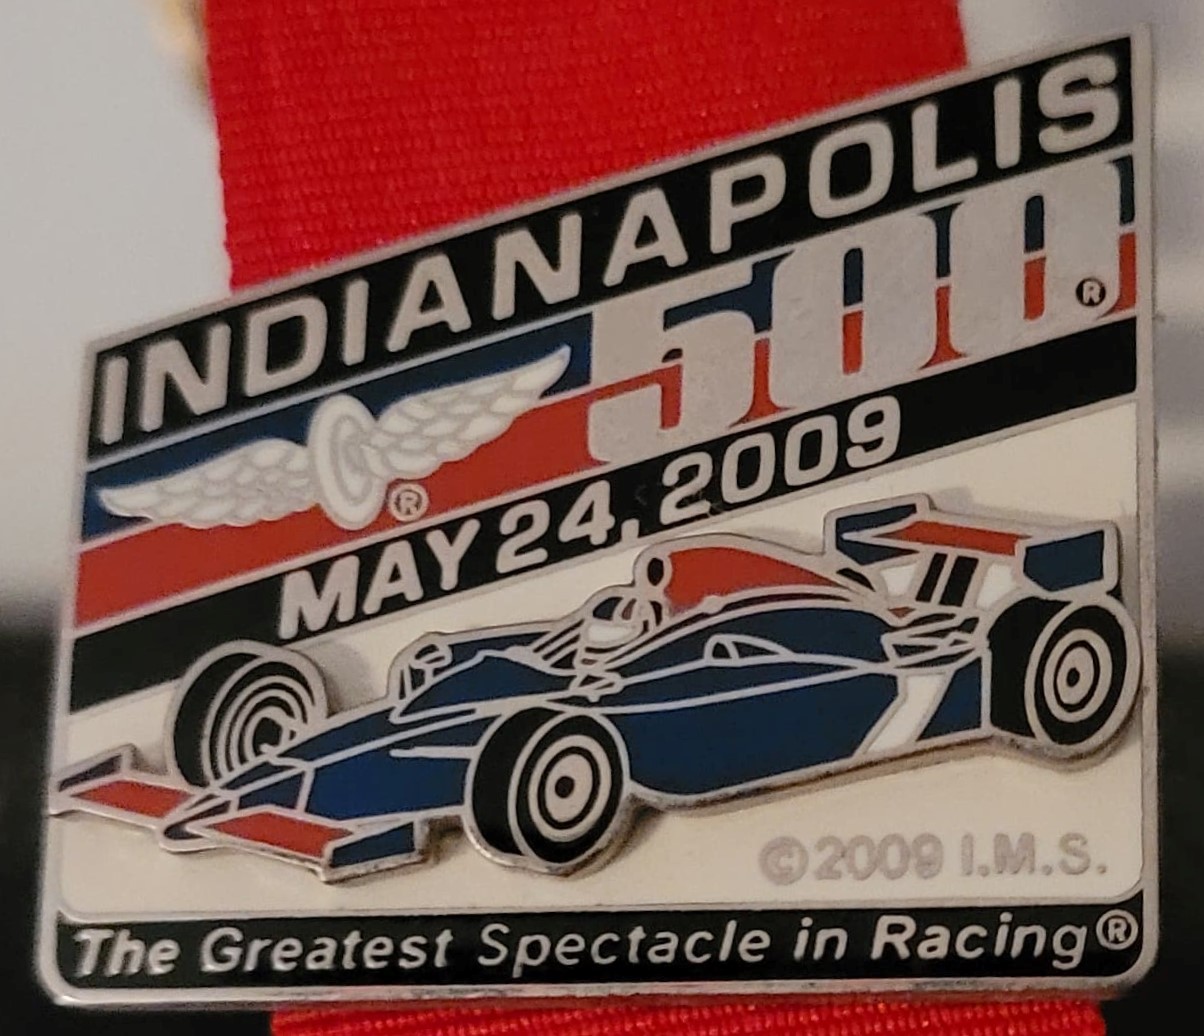 INDIANAPOLIS
500®
®
MAY 24, 2009
©2009 I.M.S.
The Greatest Spectacle in Racing®